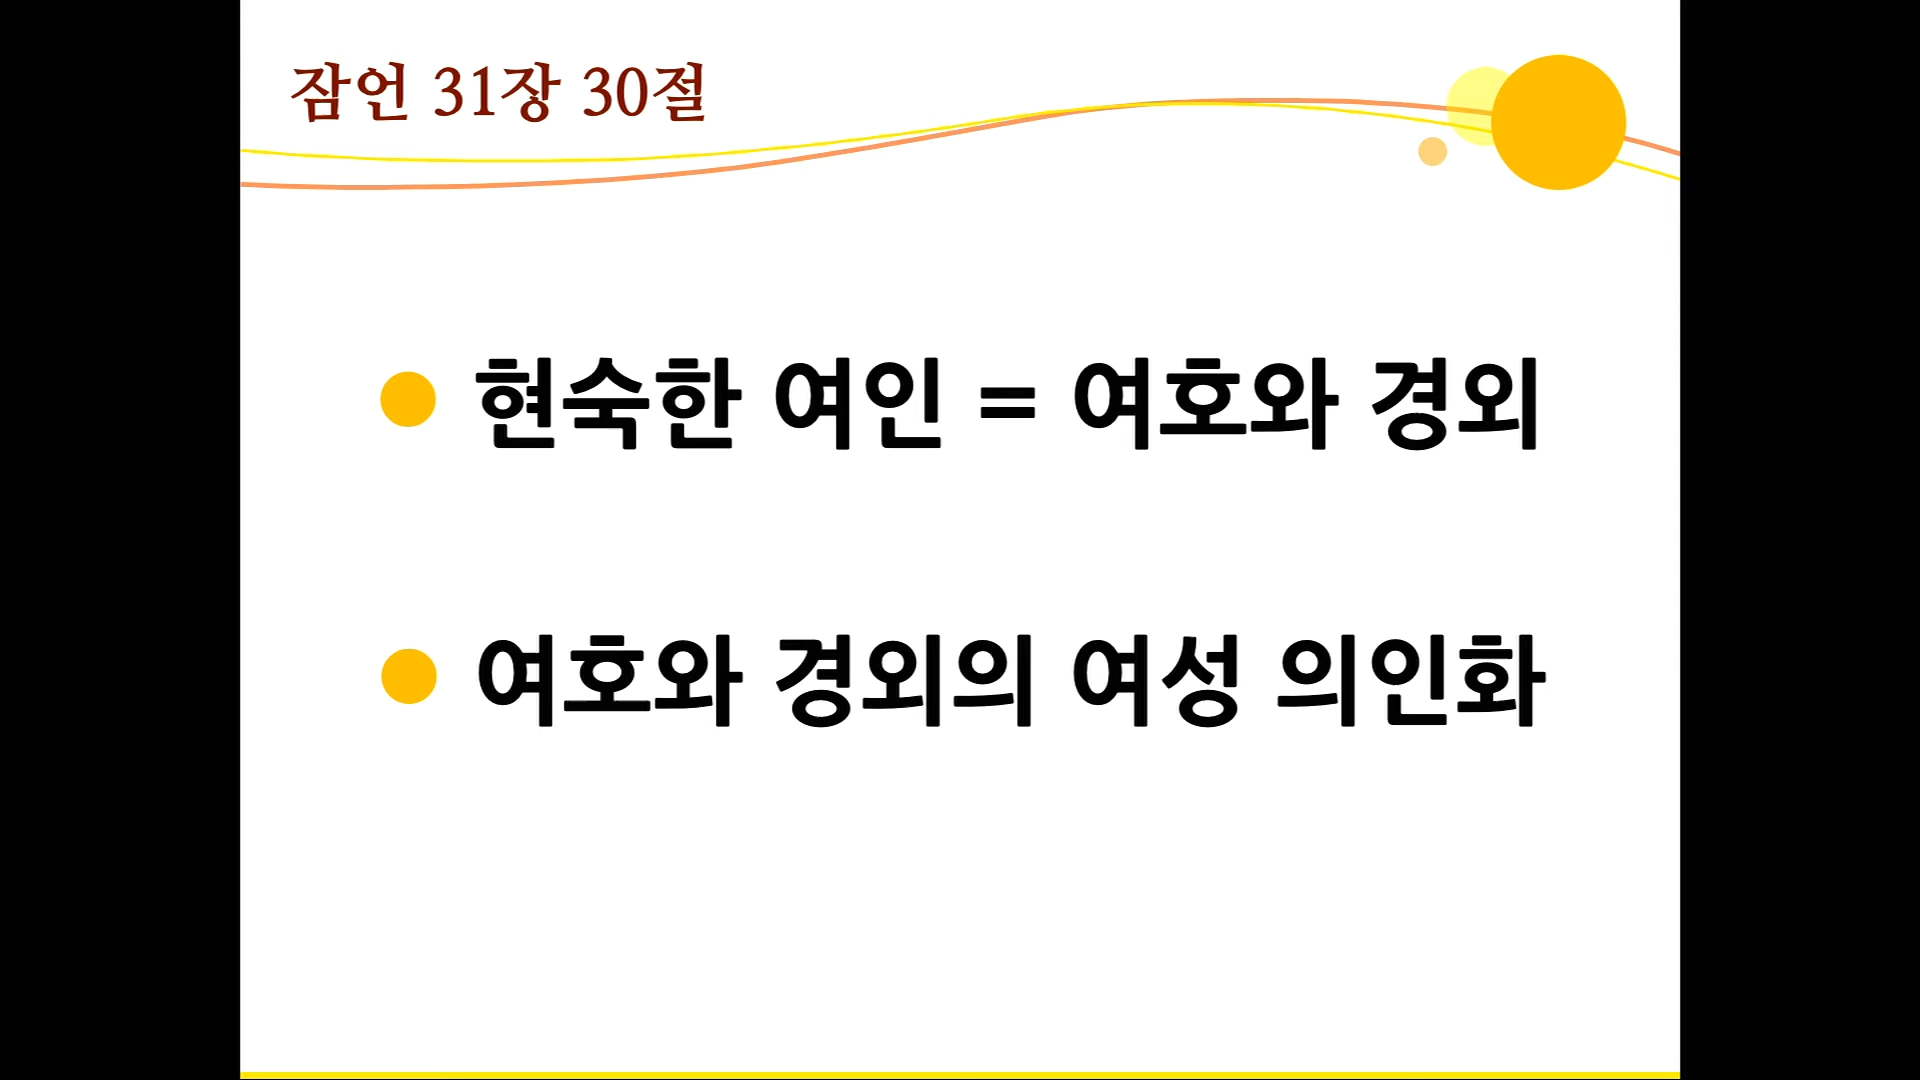 잠언 31장 30절
현숙한 여인 = 여호와 경외
여호와 경외의 여성 의인화